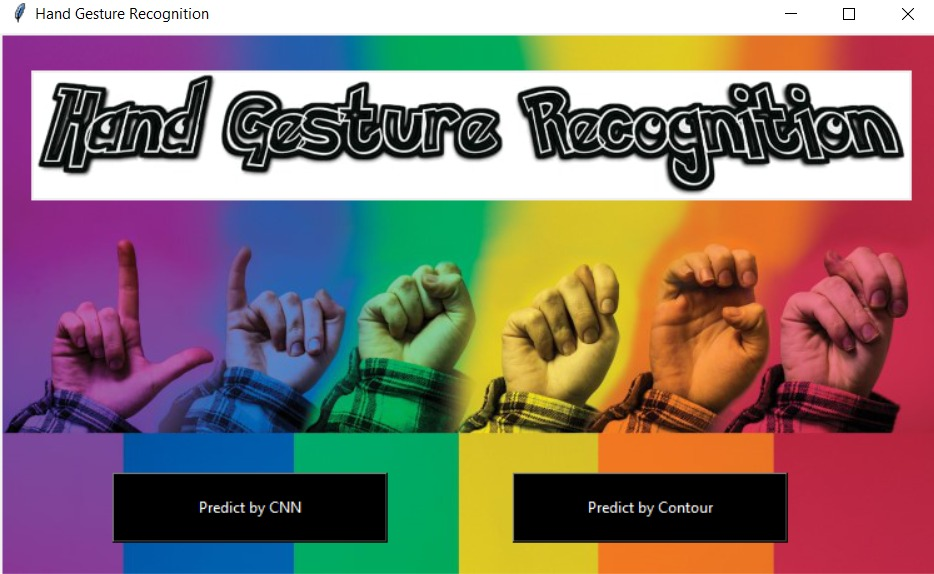 Hand Gesture Recognition
Hand Gesture Recognition
Predict by CNN
Predict by Contour